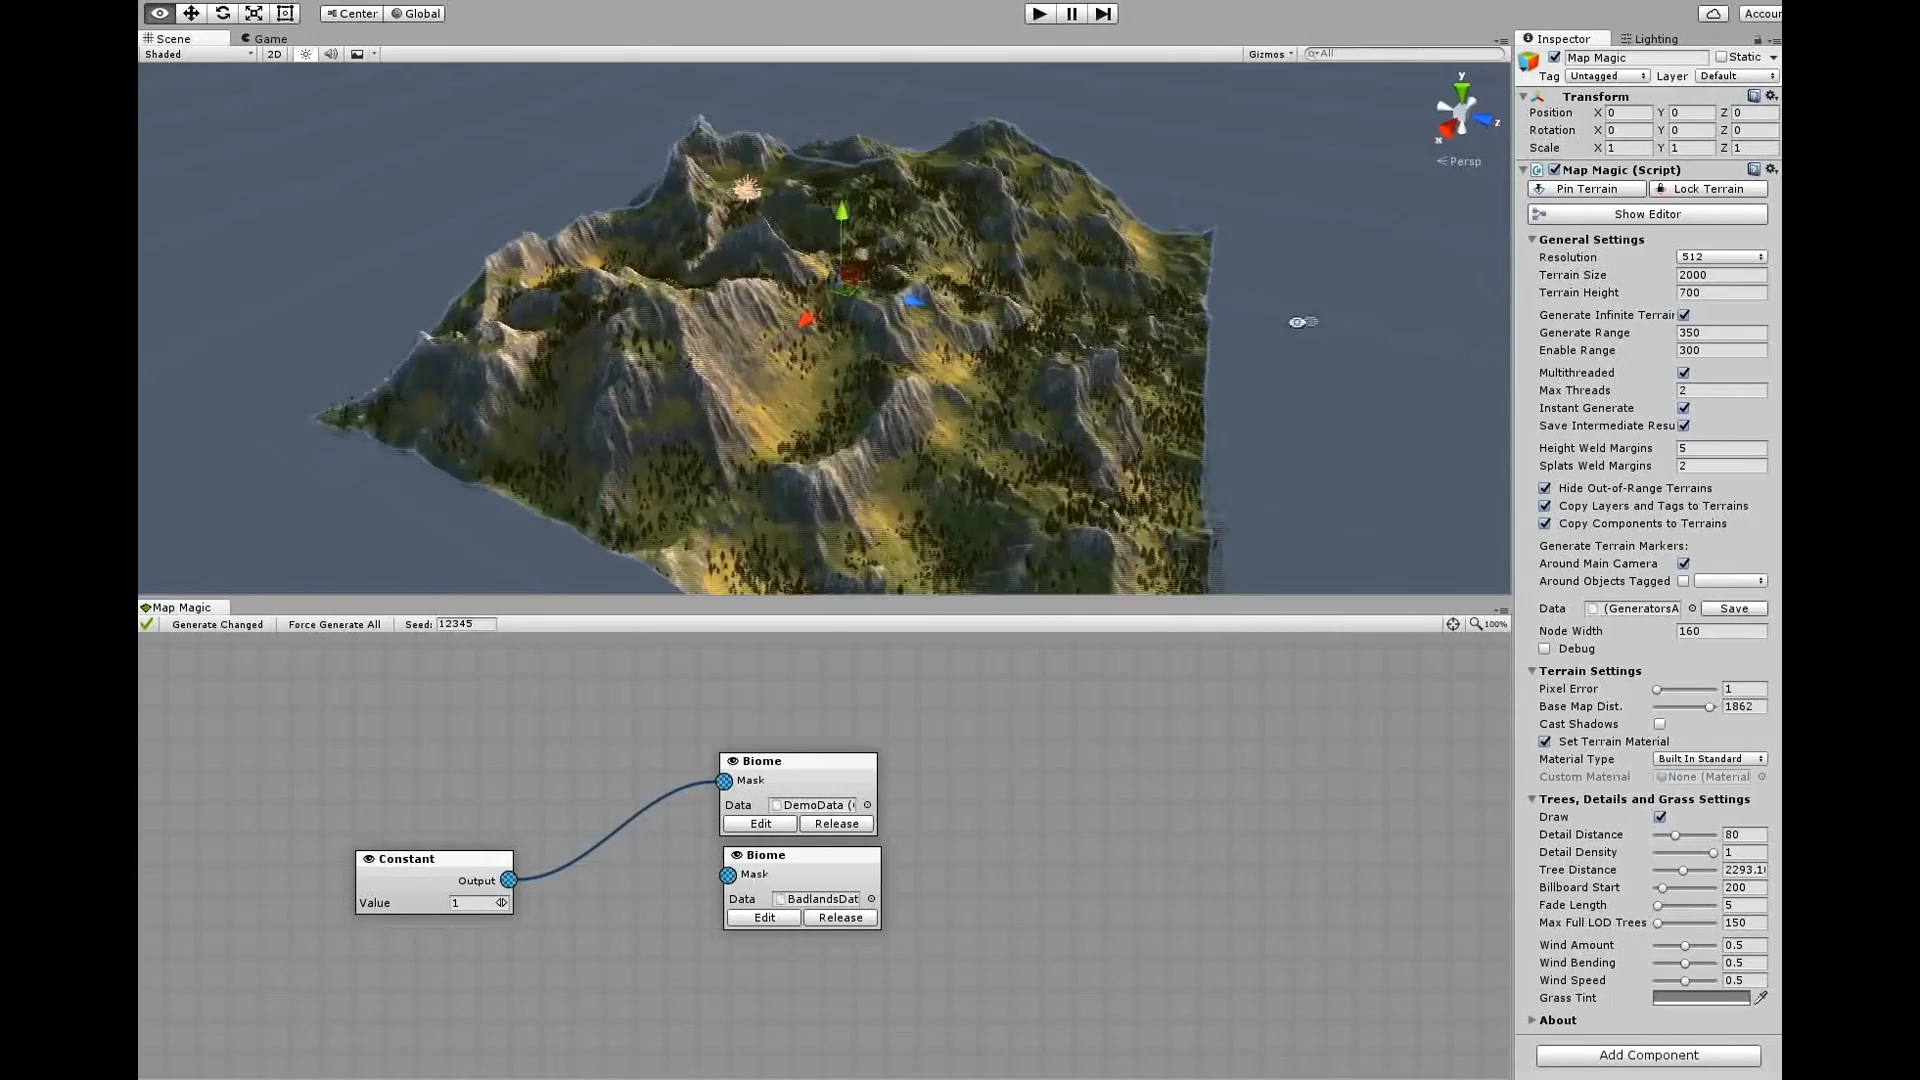 Center Global
Accoun
Scene Game
Shaded 2D Gizmos All
y
x z
Persp
Inspector Lighting
Map Magic Static
Tag Untagged Layer Default
Transform
Position X 0 Y 0 Z 0
Rotation X 0 Y 0 Z 0
Scale X 1 Y 1 Z 1
Map Magic (Script)
Pin Terrain Lock Terrain
Show Editor
General Settings
Resolution 512
Terrain Size 2000
Terrain Height 700
Generate Infinite Terrain
Generate Range 350
Enable Range 300
Multithreaded
Max Threads 2
Instant Generate
Save Intermediate Resu
Height Weld Margins 5
Splats Weld Margins 2
Hide Out-of-Range Terrains
Copy Layers and Tags to Terrains
Copy Components to Terrains
Generate Terrain Markers:
Around Main Camera
Around Objects Tagged
Data (GeneratorsA Save
Node Width 160
Debug
Terrain Settings
Pixel Error 1
Base Map Dist. 1862
Cast Shadows
Set Terrain Material
Material Type Built In Standard
Custom Material None (Material
Trees, Details and Grass Settings
Draw
Detail Distance 80
Detail Density 1
Tree Distance 2293.1
Billboard Start 200
Fade Length 5
Max Full LOD Trees 150
Wind Amount 0.5
Wind Bending 0.5
Wind Speed 0.5
Grass Tint
About
Add Component
Map Magic
Generate Changed Force Generate All Seed: 12345 100%
Biome
Mask
Data DemoData (
Edit Release
Biome
Mask
Data BadlandsDat
Edit Release
Constant
Output
Value 1